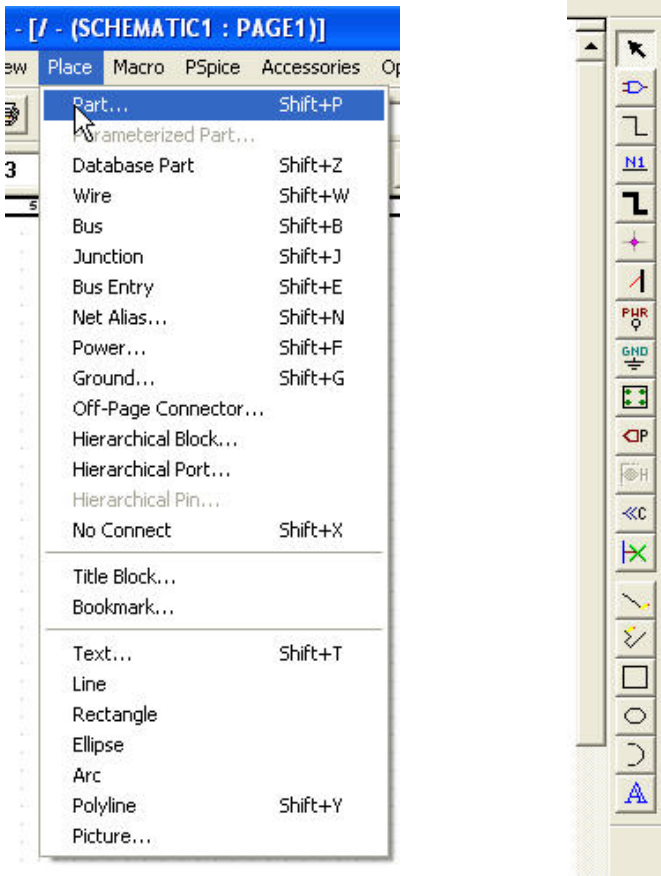 - [/ - (SCHEMATIC1 : PAGE1)]
ew Place Macro PSpice Accessories Op
Part... Shift+P
Parameterized Part...
3
Database Part Shift+Z
Wire Shift+W
5
Bus Shift+B
Junction Shift+J
Bus Entry Shift+E
Net Alias... Shift+N
Power... Shift+F
Ground... Shift+G
Off-Page Connector...
Hierarchical Block...
Hierarchical Port...
Hierarchical Pin...
No Connect Shift+X
Title Block...
Bookmark...
Text... Shift+T
Line
Rectangle
Ellipse
Arc
Polyline Shift+Y
Picture...
N1
PWR
GND
P
H
C
A